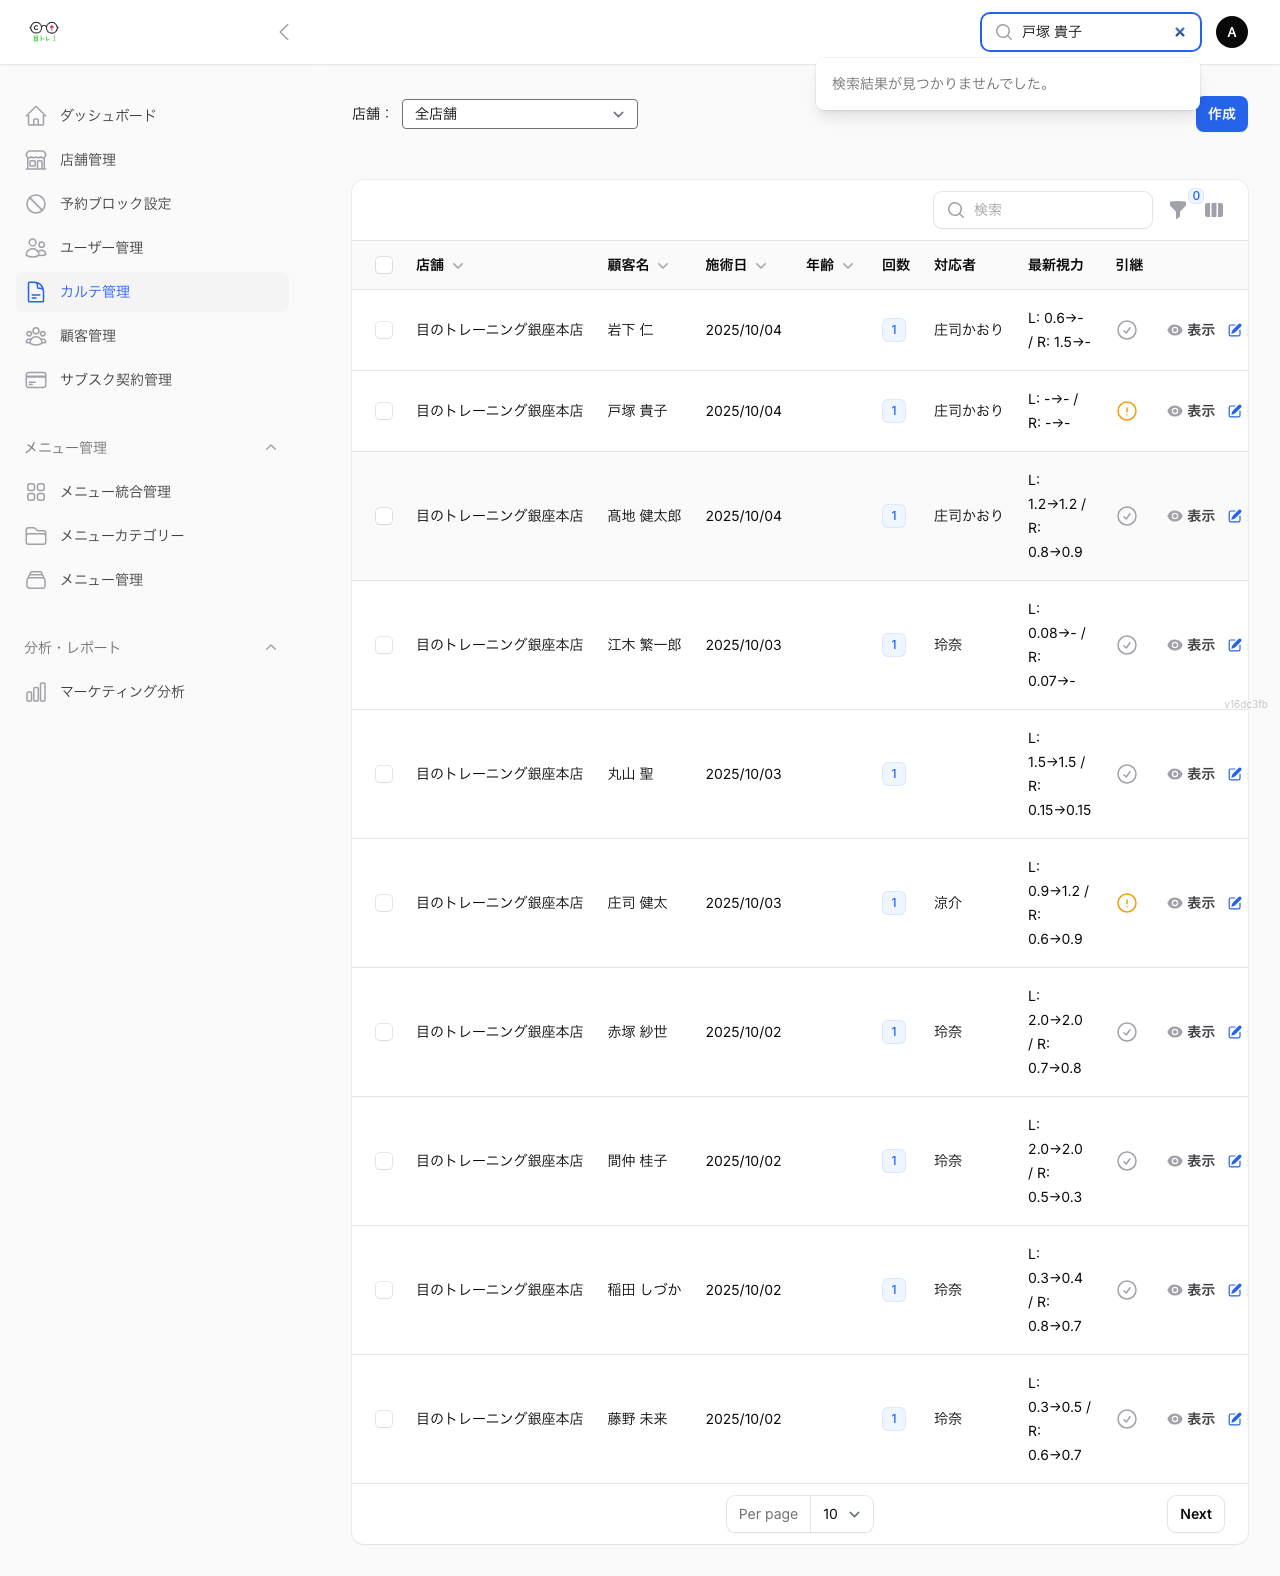 目トレ
戸塚 貴子
A
検索結果が見つかりませんでした。
ダッシュボード
店舗管理
予約ブロック設定
ユーザー管理
カルテ管理
顧客管理
サブスク契約管理
メニュー管理
メニュー統合管理
メニューカテゴリー
メニュー管理
分析・レポート
マーケティング分析
店舗：
全店舗
作成
検索
0
店舗 顧客名 施術日 年齢 回数 対応者 最新視力 引継
目のトレーニング銀座本店 岩下 仁 2025/10/04 1 庄司かおり L: 0.6→- / R: 1.5→- 表示
目のトレーニング銀座本店 戸塚 貴子 2025/10/04 1 庄司かおり L: -→- / R: -→- 表示
目のトレーニング銀座本店 髙地 健太郎 2025/10/04 1 庄司かおり L: 1.2→1.2 / R: 0.8→0.9 表示
目のトレーニング銀座本店 江木 繁一郎 2025/10/03 1 玲奈 L: 0.08→- / R: 0.07→- 表示
目のトレーニング銀座本店 丸山 聖 2025/10/03 1 L: 1.5→1.5 / R: 0.15→0.15 表示
目のトレーニング銀座本店 庄司 健太 2025/10/03 1 涼介 L: 0.9→1.2 / R: 0.6→0.9 表示
目のトレーニング銀座本店 赤塚 紗世 2025/10/02 1 玲奈 L: 2.0→2.0 / R: 0.7→0.8 表示
目のトレーニング銀座本店 間仲 桂子 2025/10/02 1 玲奈 L: 2.0→2.0 / R: 0.5→0.3 表示
目のトレーニング銀座本店 稲田 しづか 2025/10/02 1 玲奈 L: 0.3→0.4 / R: 0.8→0.7 表示
目のトレーニング銀座本店 藤野 未来 2025/10/02 1 玲奈 L: 0.3→0.5 / R: 0.6→0.7 表示
v16dc3fb
Per page 10
Next